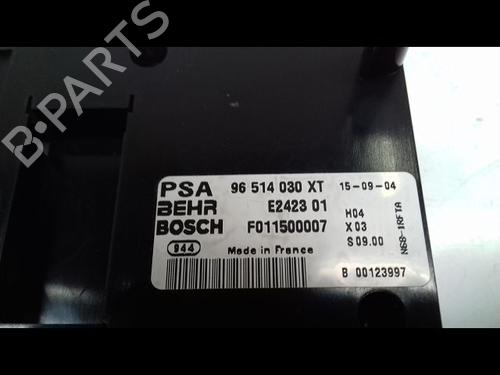 B-PARTS
PSA 96 514 030 XT 15-09-04
BEHR E2423 01 H04
BOSCH F011500007 X03
944 Made in France S09.00
B 00123997
N68-1RFTA